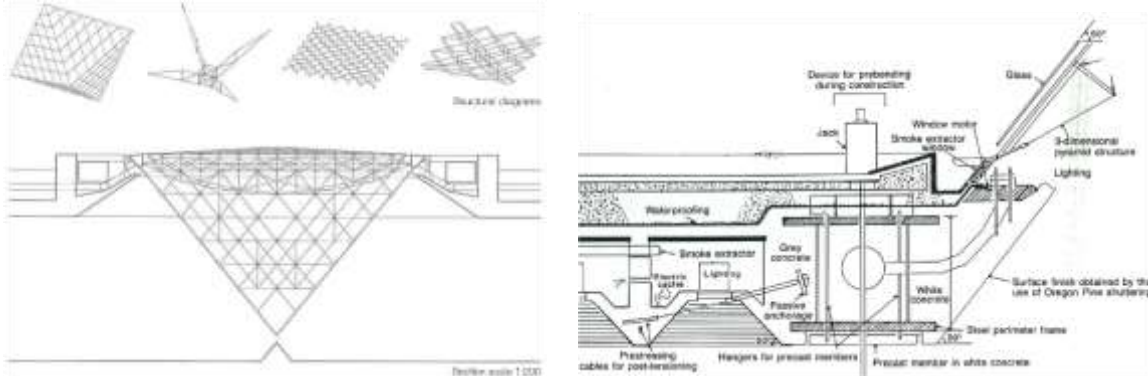 Structural diagrams
Section scale 1:200
Device for prebending
during construction
60°
Glass
Window motor
Jack
Smoke extractor
window
3-dimensional
pyramid structure
Lighting
Waterproofing
Smoke extractor
Grey
concrete
Electric
cables
Lighting
Surface finish obtained by the
use of Oregon Pine shuttering
White
concrete
Passive
anchorage
Steel perimeter frame
Prestressing
cables for post-tensioning
Hangers for precast members
Precast member in white concrete